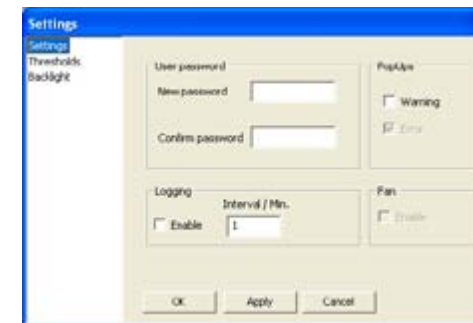 Settings
Settings
Thresholds
Backlight
User password
New password
Confirm password
PopUps
Warning
Error
Logging
Interval / Min.
Enable
1
Fan
Enable
OK
Apply
Cancel